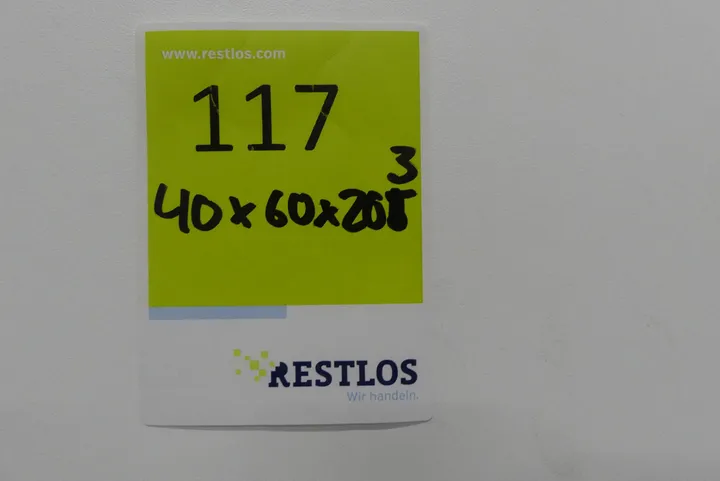 www.restlos.com
117
3
40x60x20
RESTLOS
Wir handeln.